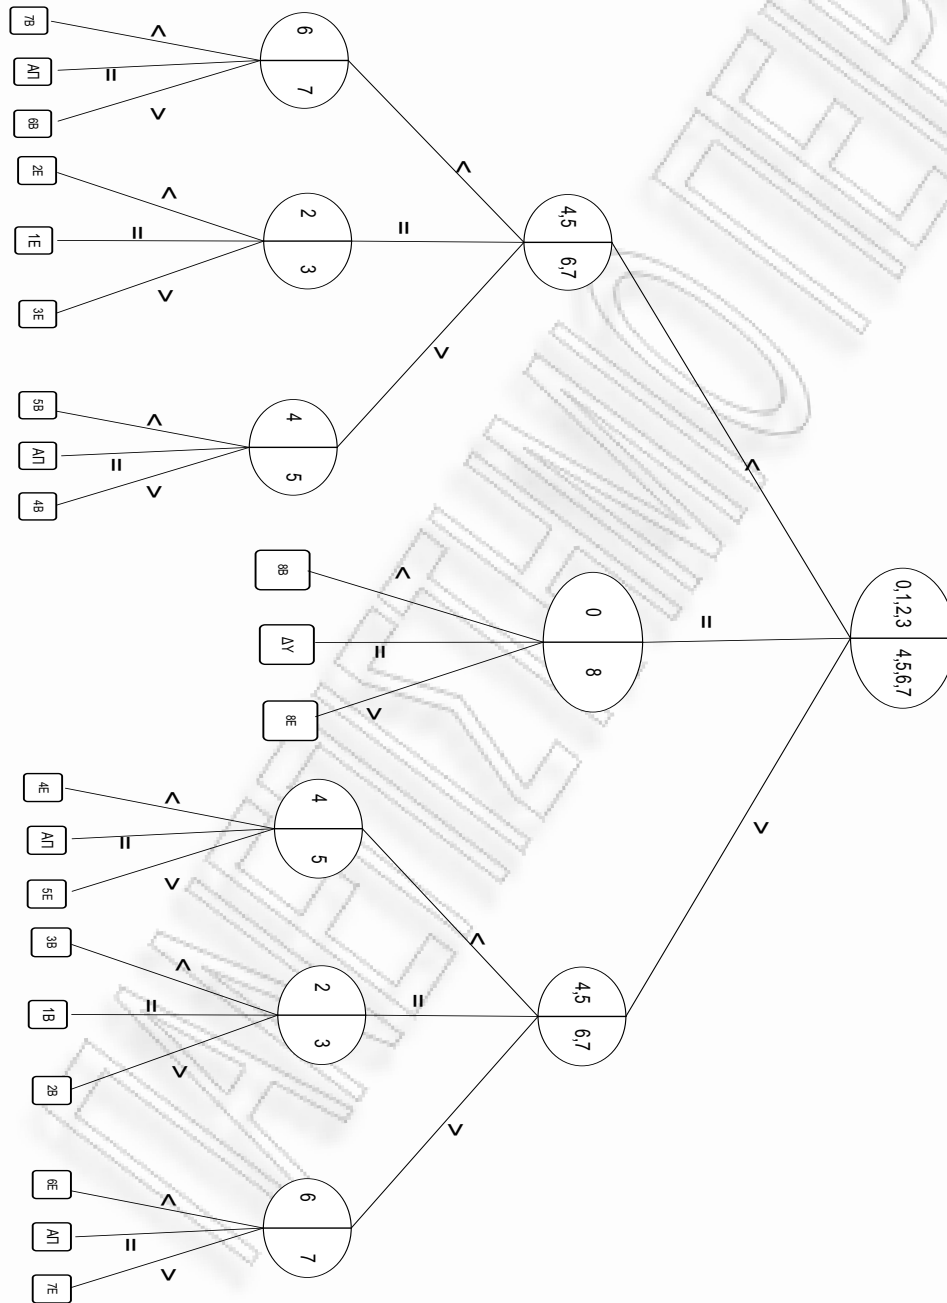 0,1,2,3 4,5,6,7
< = >
4,5 6,7
0 8
4,5 6,7
< = >
< = >
< >
= 
6 7
2 3
4 5
8Β ΔΥ 8Ε
4 5
2 3
6 7
< = >
< = >
< = >
< = >
< = >
< = >
7Β ΑΠ 6Β
2Ε 1Ε 3Ε
5Β ΑΠ 4Β
4Ε ΑΠ 5Ε
3Β 1Β 2Β
6Ε ΑΠ 7Ε
ΠΑΝΕΠΙΣΤΗΜΙΟ